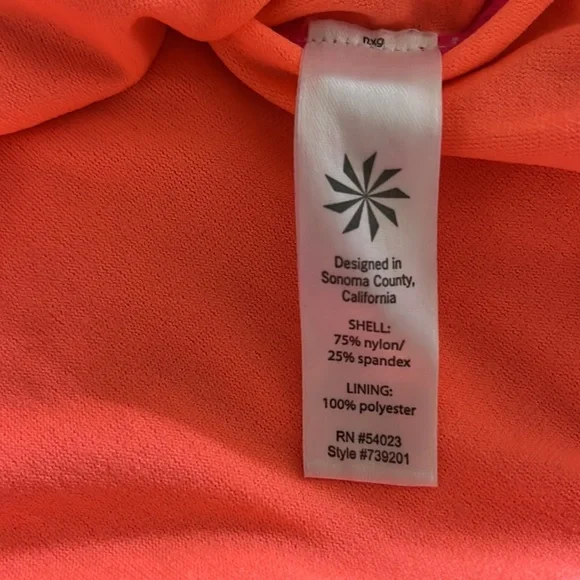 Designed in
Sonoma County,
California
SHELL:
75% nylon/
25% spandex
LINING:
100% polyester
RN #54023
Style #739201